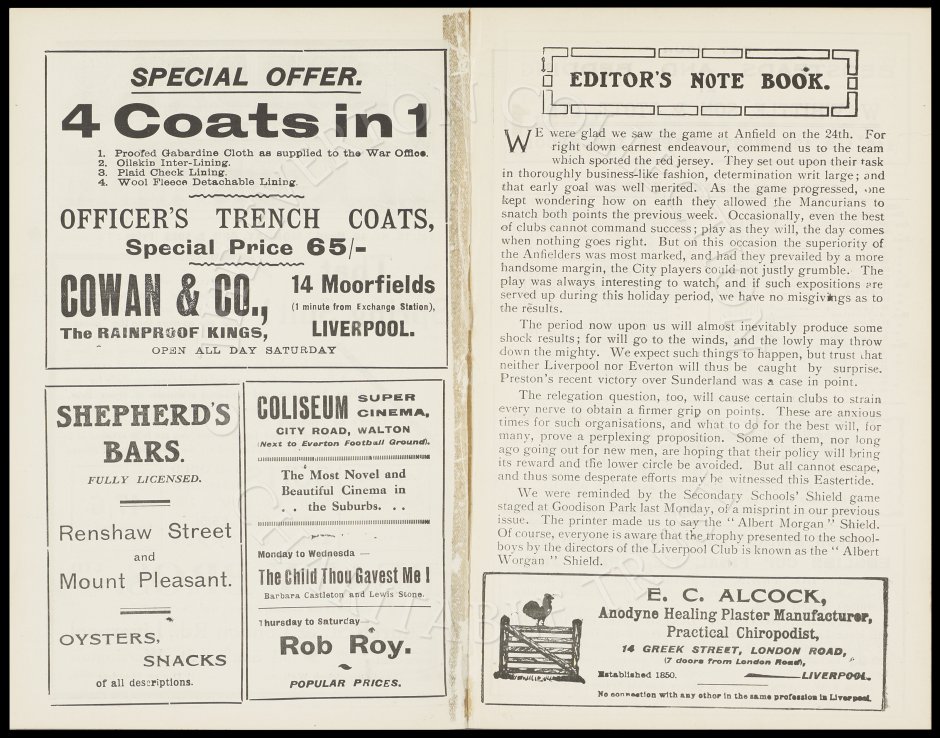 SPECIAL OFFER.
4 Coats in 1
1. Proofed Gabardine Cloth as supplied to the War Office.
2. Oilskin Inter-Lining.
3. Plaid Check Lining.
4. Wool Fleece Detachable Lining.
OFFICER'S TRENCH COATS,
Special Price 65/-
COWAN & CO.,
The RAINPROOF KINGS,
14 Moorfields
(1 minute from Exchange Station),
LIVERPOOL.
OPEN ALL DAY SATURDAY
SHEPHERD'S
BARS.
FULLY LICENSED.
Renshaw Street
and
Mount Pleasant.
OYSTERS,
SNACKS
of all descriptions.
COLISEUM SUPER
CINEMA,
CITY ROAD, WALTON
(Next to Everton Football Ground).
The Most Novel and
Beautiful Cinema in
. . the Suburbs. . .
Monday to Wednesda —
The Child Thou Gavest Me !
Barbara Castleton and Lewis Stone.
Thursday to Saturday
Rob Roy.
POPULAR PRICES.
EDITOR'S NOTE BOOK.
WE were glad we saw the game at Anfield on the 24th. For
right down earnest endeavour, commend us to the team
which sported the red jersey. They set out upon their task
in thoroughly business-like fashion, determination writ large; and
that early goal was well merited. As the game progressed, one
kept wondering how on earth they allowed the Mancurians to
snatch both points the previous week. Occasionally, even the best
of clubs cannot command success; play as they will, the day comes
when nothing goes right. But on this occasion the superiority of
the Anfielders was most marked, and had they prevailed by a more
handsome margin, the City players could not justly grumble. The
play was always interesting to watch, and if such expositions are
served up during this holiday period, we have no misgivings as to
the results.
The period now upon us will almost inevitably produce some
shock results; for will go to the winds, and the lowly may throw
down the mighty. We expect such things to happen, but trust that
neither Liverpool nor Everton will thus be caught by surprise.
Preston's recent victory over Sunderland was a case in point.
The relegation question, too, will cause certain clubs to strain
every nerve to obtain a firmer grip on points. These are anxious
times for such organisations, and what to do for the best will, for
many, prove a perplexing proposition. Some of them, nor long
ago going out for new men, are hoping that their policy will bring
its reward and the lower circle be avoided. But all cannot escape,
and thus some desperate efforts may be witnessed this Eastertide.
We were reminded by the Secondary Schools' Shield game
staged at Goodison Park last Monday, of a misprint in our previous
issue. The printer made us to say the " Albert Morgan " Shield.
Of course, everyone is aware that the trophy presented to the school-
boys by the directors of the Liverpool Club is known as the " Albert
Worgan " Shield.
E. C. ALCOCK,
Anodyne Healing Plaster Manufacturer,
Practical Chiropodist,
14 GREEK STREET, LONDON ROAD,
(7 doors from London Road),
Established 1850. LIVERPOOL.
No connection with any other in the same profession in Liverpool.